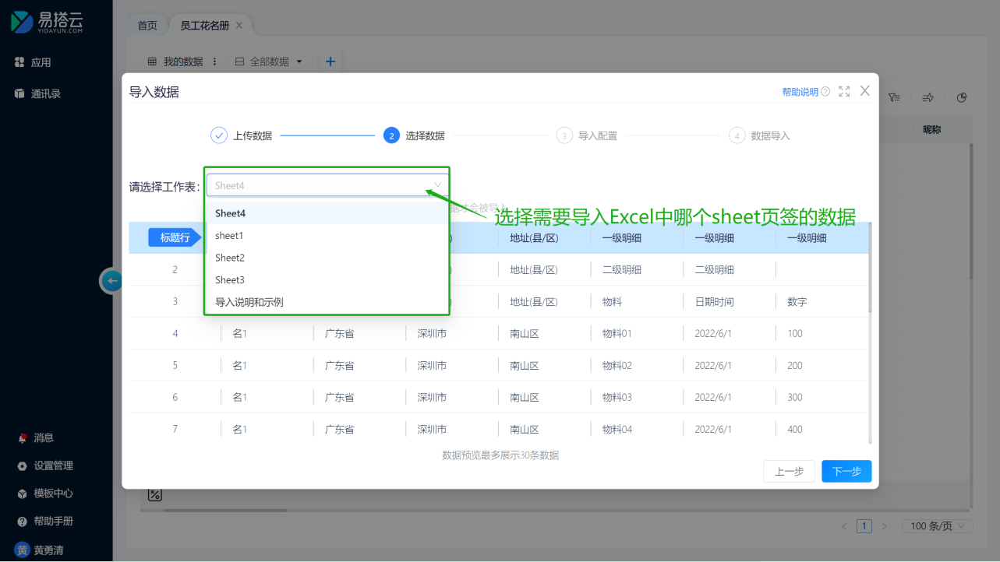 易搭云
YIDAYUN.COM
首页
员工花名册
应用
我的数据
全部数据
通讯录
导入数据
帮助说明
昵称
上传数据
2 选择数据
3 导入配置
4 数据导入
请选择工作表:
Sheet4
据才会被导入
选择需要导入Excel中哪个sheet页签的数据
Sheet4
sheet1
Sheet2
Sheet3
导入说明和示例
标题行 地址(县/区) 一级明细 一级明细 一级明细
2 地址(县/区) 二级明细 二级明细
3 地址(县/区) 物料 日期时间 数字
4 名1 广东省 深圳市 南山区 物料01 2022/6/1 100
5 名1 广东省 深圳市 南山区 物料02 2022/6/1 200
6 名1 广东省 深圳市 南山区 物料03 2022/6/1 300
7 名1 广东省 深圳市 南山区 物料04 2022/6/1 400
数据预览最多展示30条数据
上一步
下一步
消息
设置管理
模板中心
帮助手册
黄 黄勇清
1
100 条/页